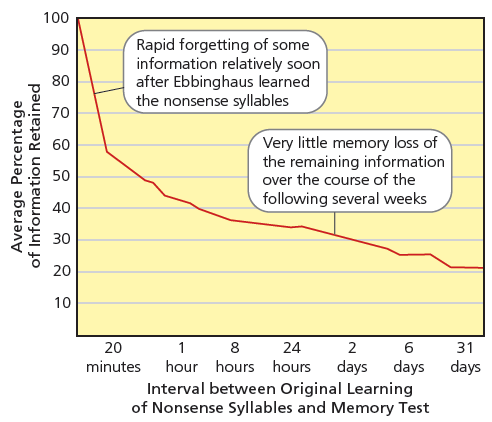 100
90
80
70
60
50
40
30
20
10
Average Percentage
of Information Retained
Rapid forgetting of some
information relatively soon
after Ebbinghaus learned
the nonsense syllables
Very little memory loss of
the remaining information
over the course of the
following several weeks
20 1 8 24 2 6 31
minutes hour hours hours days days days
Interval between Original Learning
of Nonsense Syllables and Memory Test